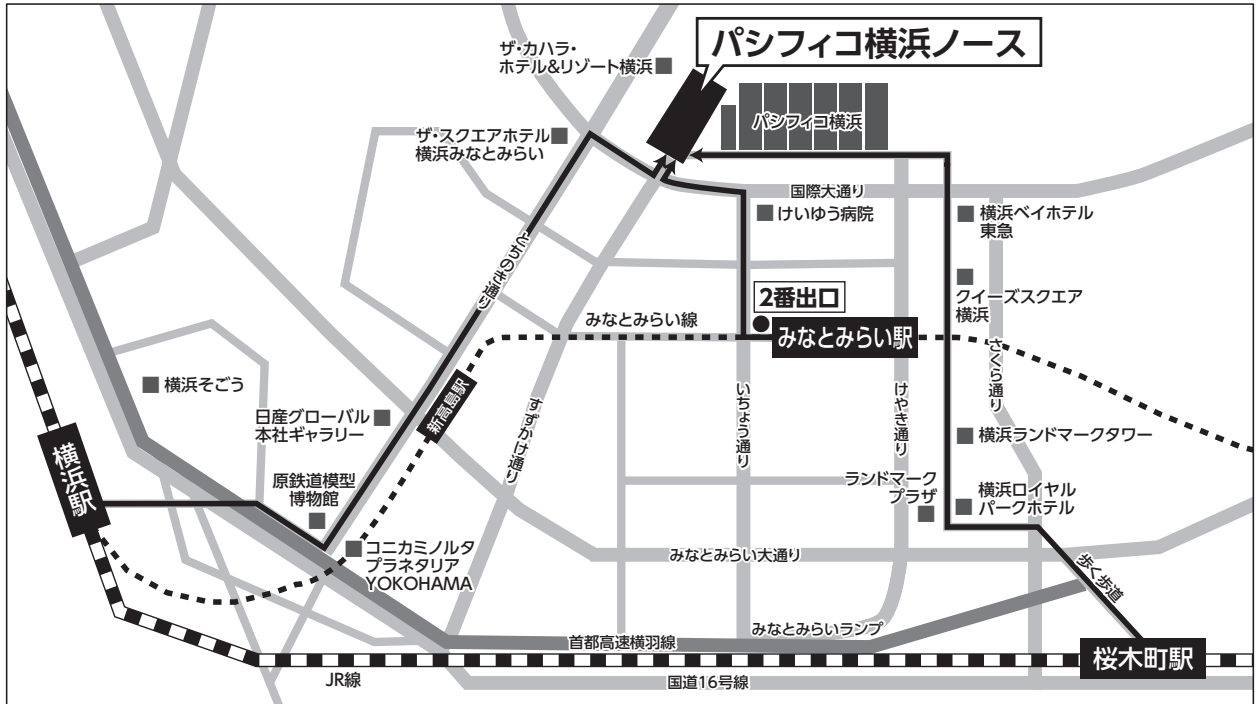 パシフィコ横浜ノース
ザ・カハラ・
ホテル&リゾート横浜
パシフィコ横浜
ザ・スクエアホテル
横浜みなとみらい
国際大通り
けいゆう病院
横浜ベイホテル
東急
とちのき通り
2番出口
クイーズスクエア
横浜
みなとみらい線
みなとみらい駅
さくら通り
横浜そごう
新高島駅
いちょう通り
けやき通り
すずかけ通り
日産グローバル
本社ギャラリー
横浜ランドマークタワー
横浜駅
原鉄道模型
博物館
ランドマーク
プラザ
横浜ロイヤル
パークホテル
コニカミノルタ
プラネタリア
YOKOHAMA
みなとみらい大通り
歩く歩道
みなとみらいランプ
首都高速横羽線
桜木町駅
JR線
国道16号線